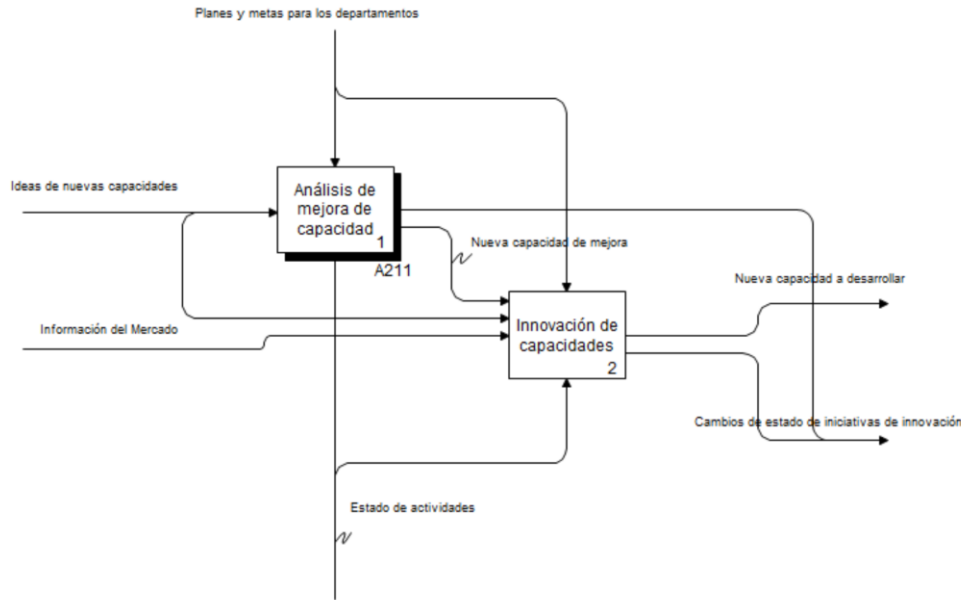 Planes y metas para los departamentos
Ideas de nuevas capacidades
Análisis de
mejora de
capacidad
1
A211
Nueva capacidad de mejora
Nueva capacidad a desarrollar
Información del Mercado
Innovación de
capacidades
2
Cambios de estado de iniciativas de innovación
Estado de actividades